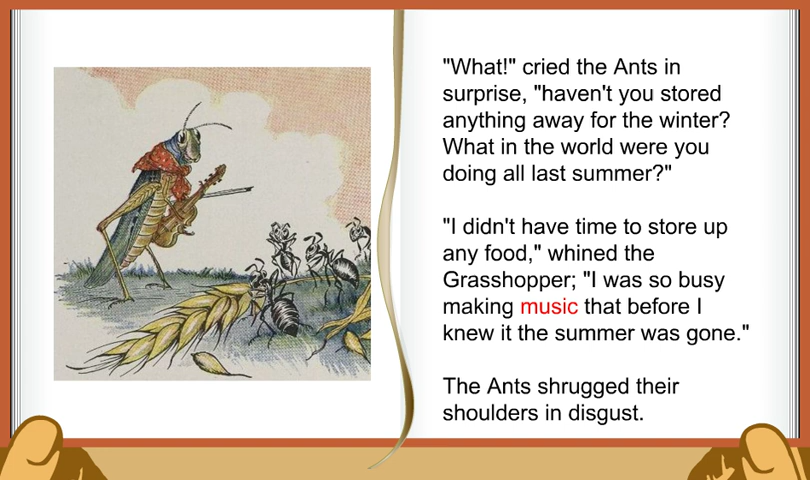 "What!" cried the Ants in
surprise, "haven't you stored
anything away for the winter?
What in the world were you
doing all last summer?"
"I didn't have time to store up
any food," whined the
Grasshopper; "I was so busy
making music that before I
knew it the summer was gone."
The Ants shrugged their
shoulders in disgust.